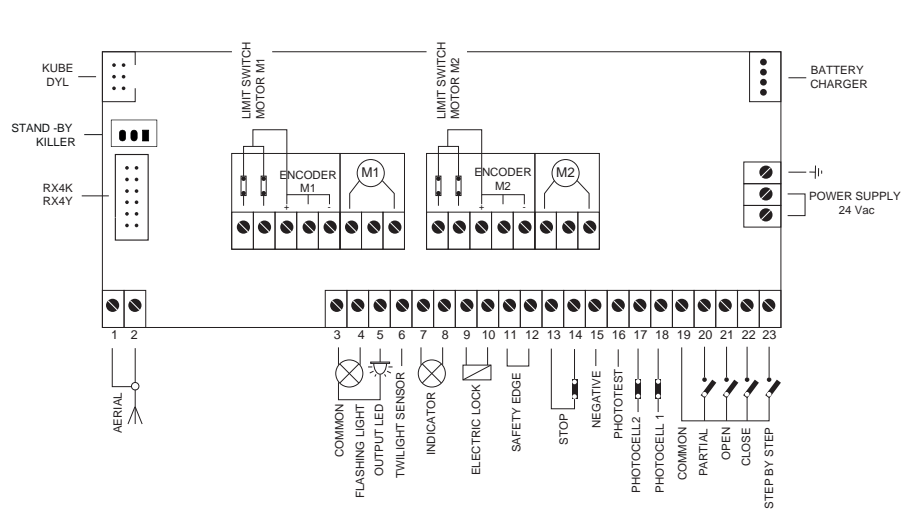 LIMIT SWITCH
MOTOR M1
LIMIT SWITCH
MOTOR M2
KUBE
DYL
BATTERY
CHARGER
STAND -BY
KILLER
RX4K
RX4Y
ENCODER
M1
+ -
M1
ENCODER
M2
+ -
M2
POWER SUPPLY
24 Vac
1 2 3 4 5 6 7 8 9 10 11 12 13 14 15 16 17 18 19 20 21 22 23
AERIAL
COMMON
FLASHING LIGHT
OUTPUT LED
TWILIGHT SENSOR
INDICATOR
ELECTRIC LOCK
SAFETY EDGE
STOP
NEGATIVE
PHOTOTEST
PHOTOCELL2
PHOTOCELL 1
COMMON
PARTIAL
OPEN
CLOSE
STEP BY STEP